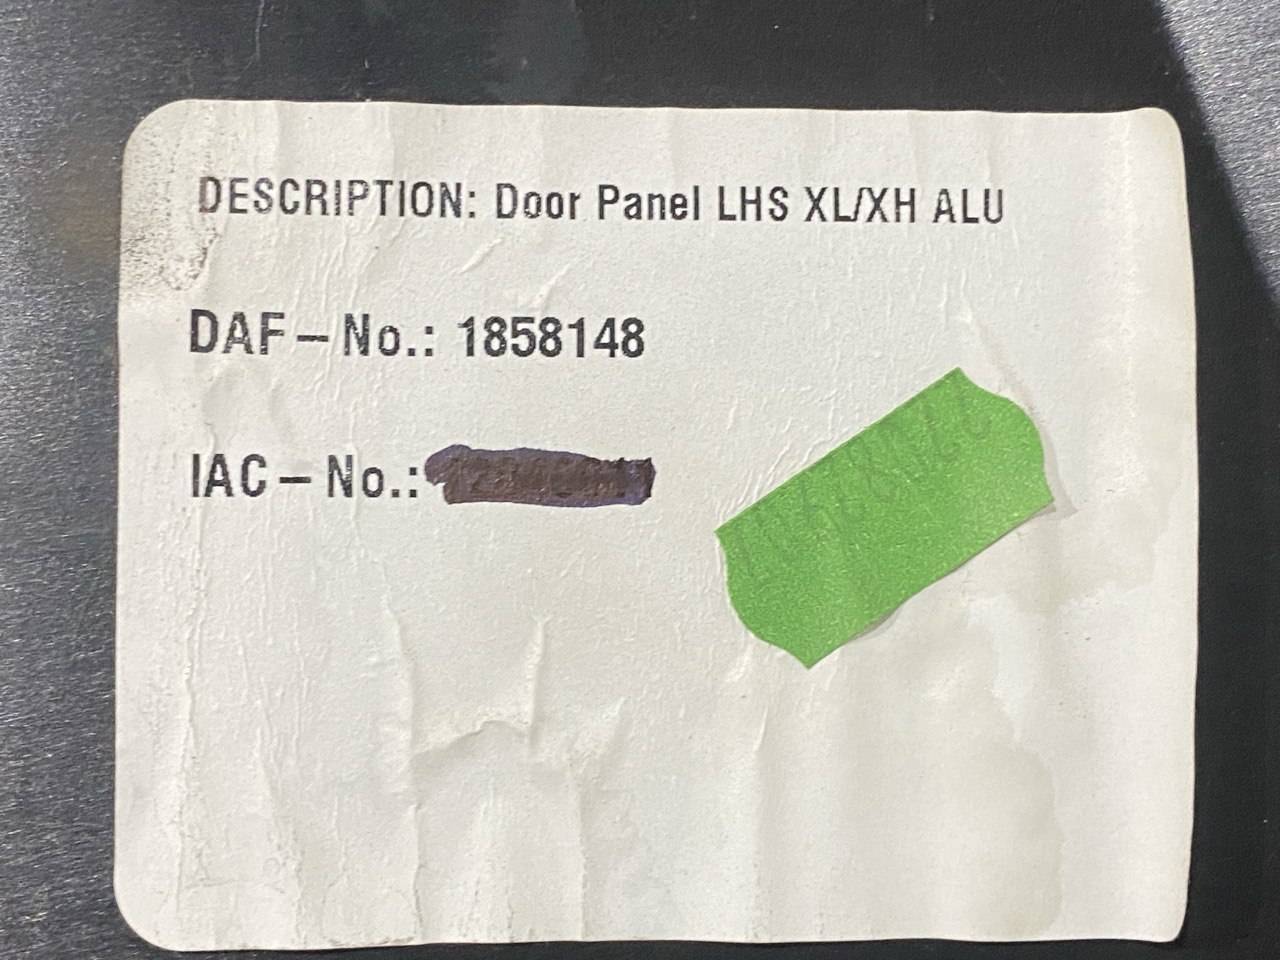 DESCRIPTION: Door Panel LHS XL/XH ALU
DAF – No.: 1858148
IAC – No.: